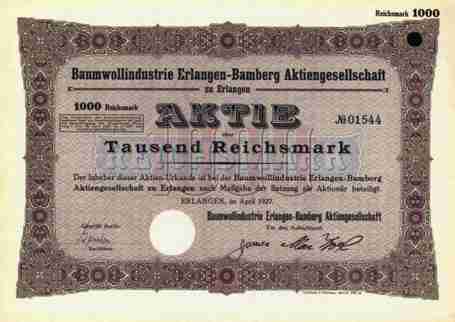 Reichsmark 1000
Baumwollindustrie Erlangen-Bamberg Aktiengesellschaft
zu Erlangen
1000 Reichsmark
AKTIE
№ 01544
über
Tausend Reichsmark
Der Inhaber dieser Aktien-Urkunde ist bei der Baumwollindustrie Erlangen-Bamberg
Aktiengesellschaft zu Erlangen nach Maßgabe der Satzung als Aktionär beteiligt.
ERLANGEN, im April 1927.
Baumwollindustrie Erlangen-Bamberg Aktiengesellschaft
Der Aufsichtsrat: